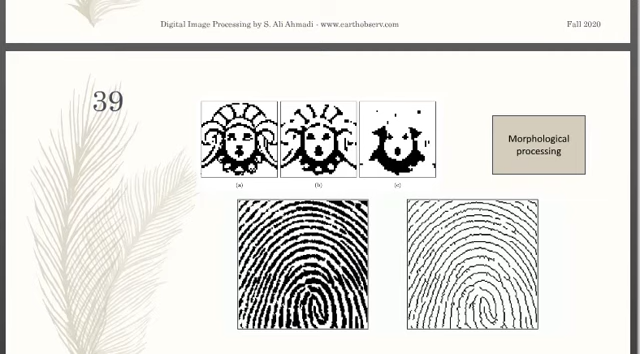 Digital Image Processing by S. Ali Ahmadi - www.earthobserv.com
Fall 2020
39
(a)
(b)
(c)
Morphological
processing